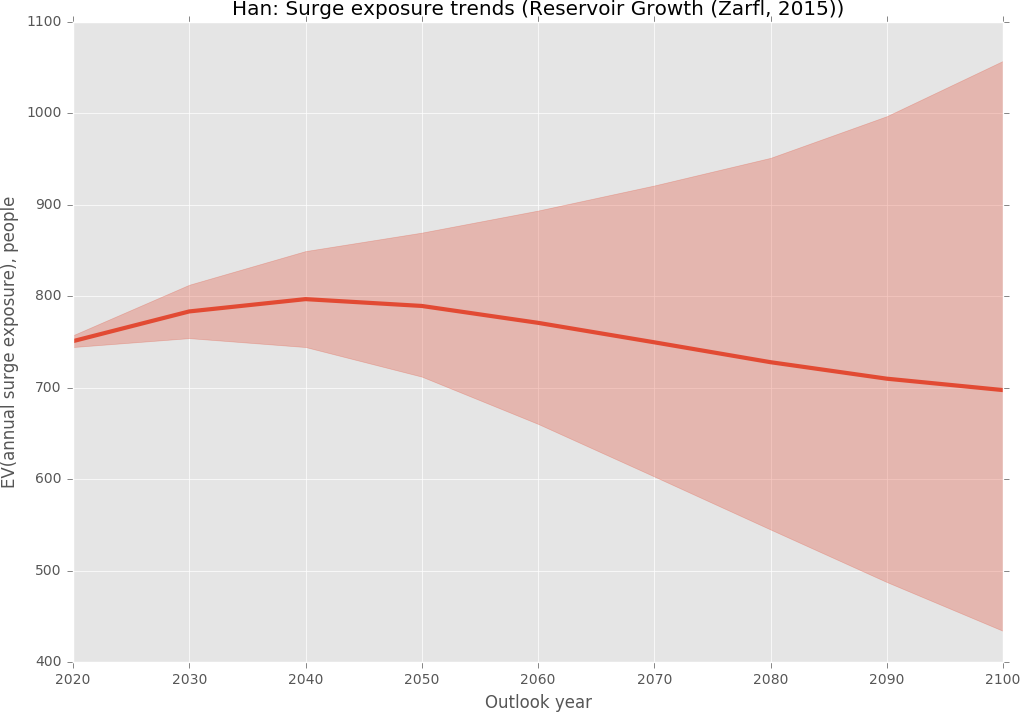 Han: Surge exposure trends (Reservoir Growth (Zarfl, 2015))
EV(annual surge exposure), people
1100
1000
900
800
700
600
500
400
2020 2030 2040 2050 2060 2070 2080 2090 2100
Outlook year